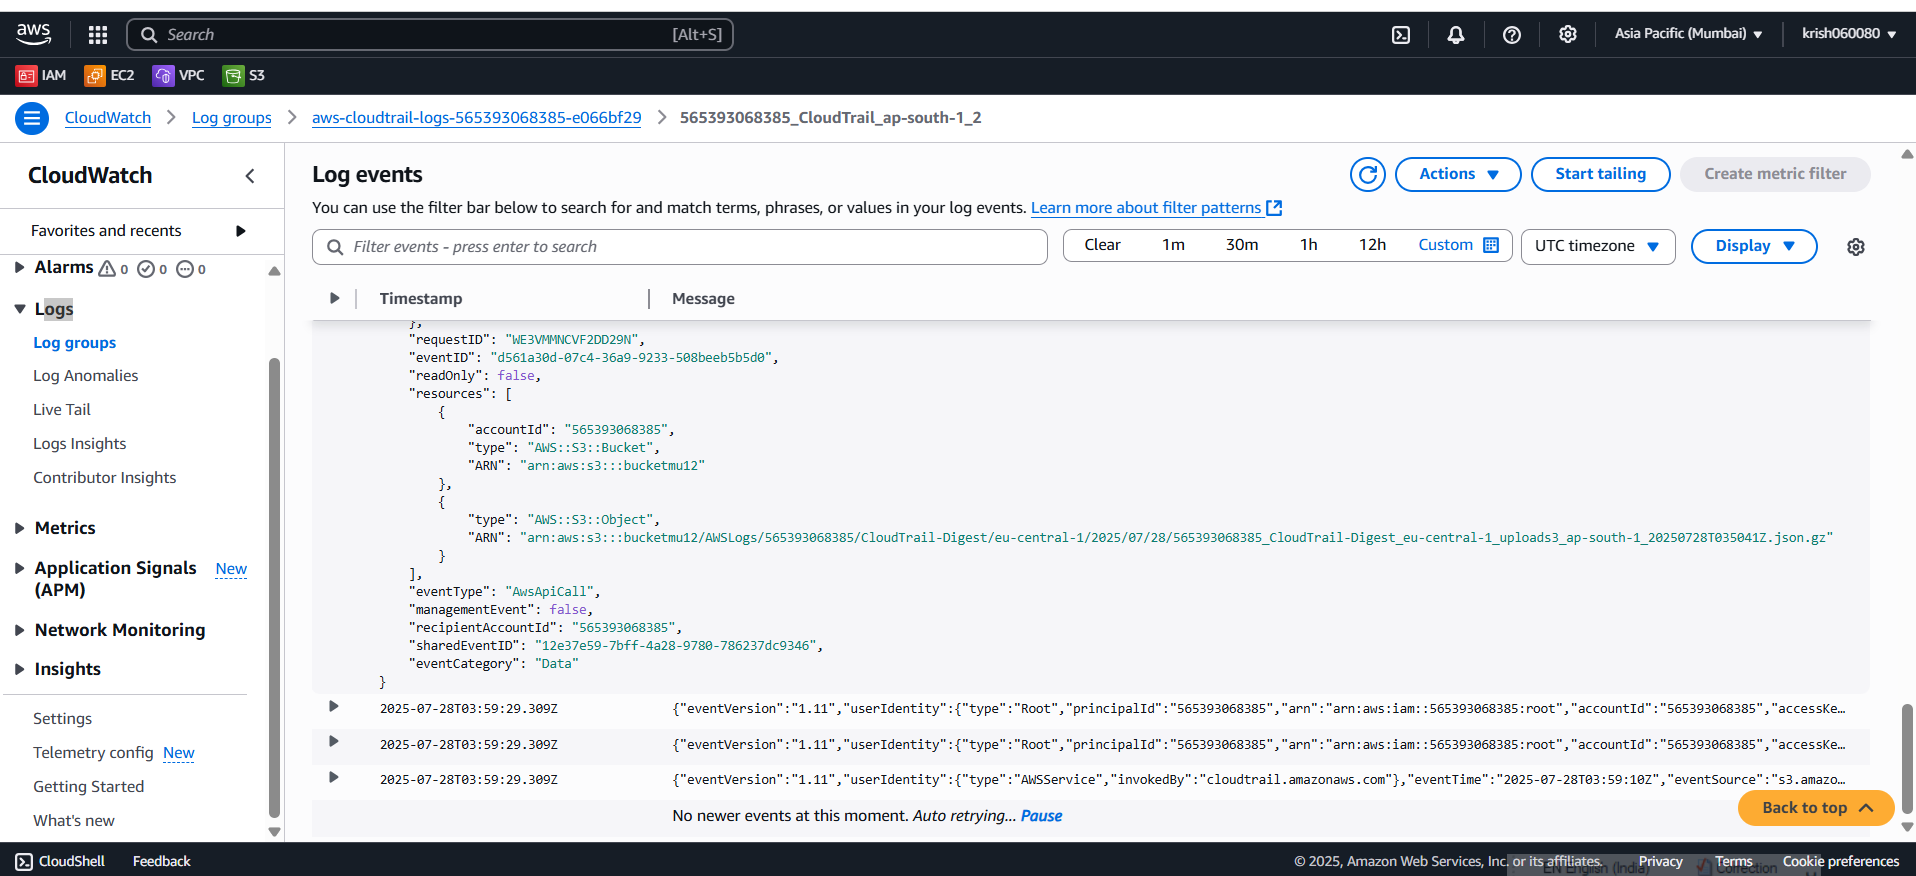 aws
Search [Alt+S]
Asia Pacific (Mumbai) krish060080
IAM EC2 VPC S3
CloudWatch Log groups aws-cloudtrail-logs-565393068385-e066bf29 565393068385_CloudTrail_ap-south-1_2
CloudWatch
Favorites and recents
Alarms 0 0 0
Logs
Log groups
Log Anomalies
Live Tail
Logs Insights
Contributor Insights
Metrics
Application Signals (APM) New
Network Monitoring
Insights
Settings
Telemetry config New
Getting Started
What's new
Log events
Actions Start tailing Create metric filter
You can use the filter bar below to search for and match terms, phrases, or values in your log events. Learn more about filter patterns
Filter events - press enter to search
Clear 1m 30m 1h 12h Custom UTC timezone Display
Timestamp Message
},
"requestID": "WE3VMMNCVF2DD29N",
"eventID": "d561a30d-07c4-36a9-9233-508beeb5b5d0",
"readOnly": false,
"resources": [
{
"accountId": "565393068385",
"type": "AWS::S3::Bucket",
"ARN": "arn:aws:s3:::bucketmu12"
},
{
"type": "AWS::S3::Object",
"ARN": "arn:aws:s3:::bucketmu12/AWSLogs/565393068385/CloudTrail-Digest/eu-central-1/2025/07/28/565393068385_CloudTrail-Digest_eu-central-1_uploads3_ap-south-1_20250728T035041Z.json.gz"
}
],
"eventType": "AwsApiCall",
"managementEvent": false,
"recipientAccountId": "565393068385",
"sharedEventID": "12e37e59-7bff-4a28-9780-786237dc9346",
"eventCategory": "Data"
}
2025-07-28T03:59:29.309Z {"eventVersion":"1.11","userIdentity":{"type":"Root","principalId":"565393068385","arn":"arn:aws:iam::565393068385:root","accountId":"565393068385","accessKe…
2025-07-28T03:59:29.309Z {"eventVersion":"1.11","userIdentity":{"type":"Root","principalId":"565393068385","arn":"arn:aws:iam::565393068385:root","accountId":"565393068385","accessKe…
2025-07-28T03:59:29.309Z {"eventVersion":"1.11","userIdentity":{"type":"AWSService","invokedBy":"cloudtrail.amazonaws.com"},"eventTime":"2025-07-28T03:59:10Z","eventSource":"s3.amazo…
No newer events at this moment. Auto retrying... Pause
Back to top
CloudShell Feedback
© 2025, Amazon Web Services, Inc. or its affiliates. Privacy Terms Cookie preferences
EN English (India) Correction